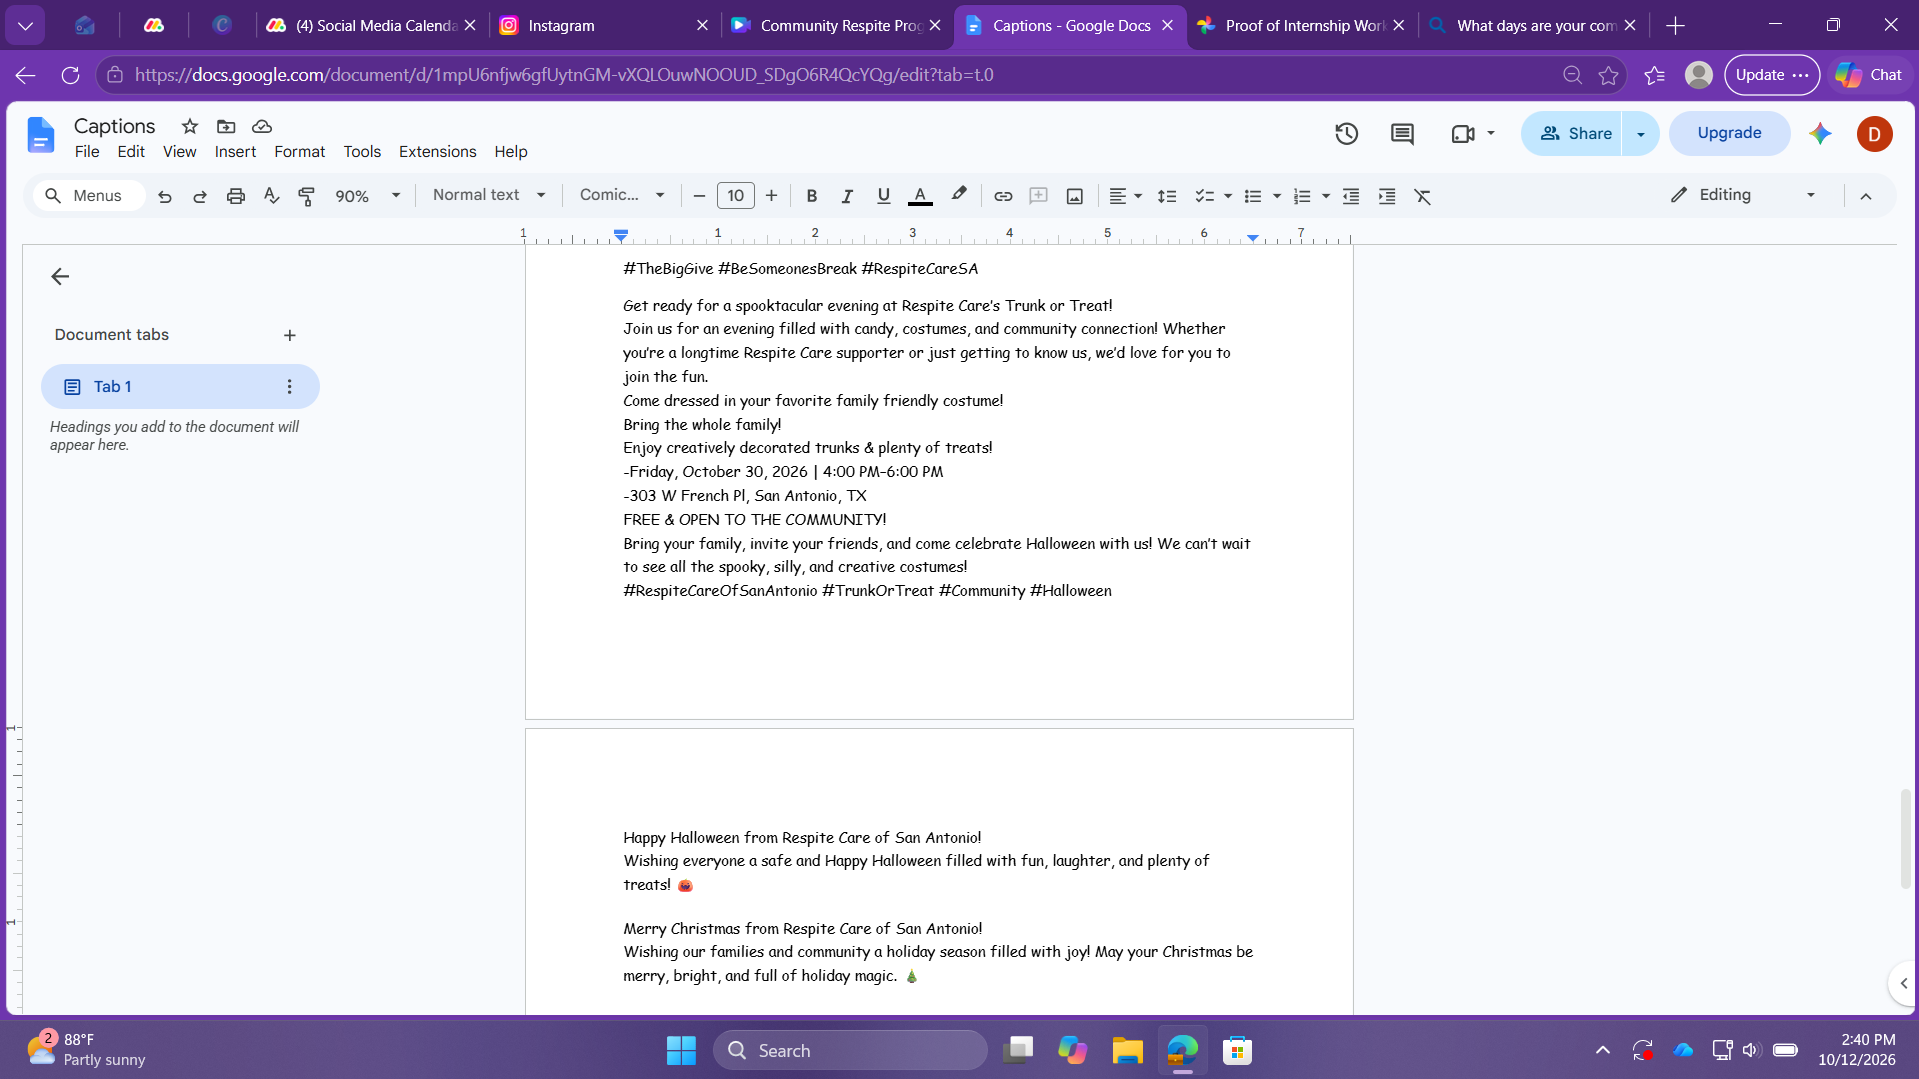 (4) Social Media Calenda
Instagram
Community Respite Prog
Captions - Google Docs
Proof of Internship Work
What days are your com
https://docs.google.com/document/d/1mpU6nfjw6gfUytnGM-vXQLOuwNOOUD_SDgO6R4QcYQg/edit?tab=t.0
Update
Chat
Captions
File Edit View Insert Format Tools Extensions Help
Share
Upgrade
D
Menus
90%
Normal text
Comic...
10
Editing
1 1 2 3 4 5 6 7
Document tabs
Tab 1
Headings you add to the document will
appear here.
#TheBigGive #BeSomeonesBreak #RespiteCareSA
Get ready for a spooktacular evening at Respite Care's Trunk or Treat!
Join us for an evening filled with candy, costumes, and community connection! Whether
you're a longtime Respite Care supporter or just getting to know us, we'd love for you to
join the fun.
Come dressed in your favorite family friendly costume!
Bring the whole family!
Enjoy creatively decorated trunks & plenty of treats!
-Friday, October 30, 2026 | 4:00 PM-6:00 PM
-303 W French Pl, San Antonio, TX
FREE & OPEN TO THE COMMUNITY!
Bring your family, invite your friends, and come celebrate Halloween with us! We can't wait
to see all the spooky, silly, and creative costumes!
#RespiteCareOfSanAntonio #TrunkOrTreat #Community #Halloween
1
Happy Halloween from Respite Care of San Antonio!
Wishing everyone a safe and Happy Halloween filled with fun, laughter, and plenty of
treats! 🎃
1
Merry Christmas from Respite Care of San Antonio!
Wishing our families and community a holiday season filled with joy! May your Christmas be
merry, bright, and full of holiday magic. 🎄
2
88°F
Partly sunny
Search
2:40 PM
10/12/2026